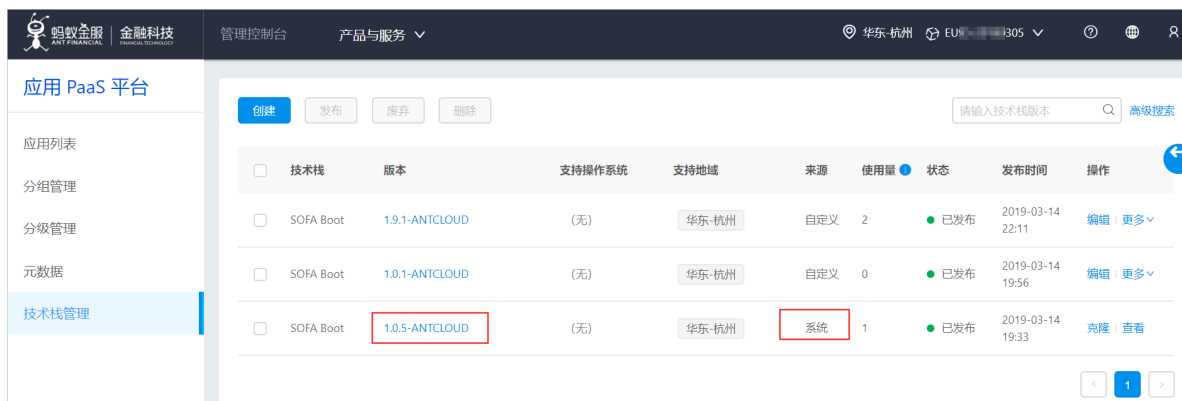 蚂蚁金服 金融科技 管理控制台 产品与服务 华东-杭州 EUS 305
ANT FINANCIAL FINANCIAL TECHNOLOGY
应用 PaaS 平台
创建 发布 废弃 删除 请输入技术栈版本 高级搜索
应用列表
分组管理
分级管理
元数据
技术栈管理
技术栈 版本 支持操作系统 支持地域 来源 使用量 状态 发布时间 操作
SOFA Boot 1.9.1-ANTCLOUD (无) 华东-杭州 自定义 2 已发布 2019-03-14 22:11 编辑 更多
SOFA Boot 1.0.1-ANTCLOUD (无) 华东-杭州 自定义 0 已发布 2019-03-14 19:56 编辑 更多
SOFA Boot 1.0.5-ANTCLOUD (无) 华东-杭州 系统 1 已发布 2019-03-14 19:33 克隆 查看
1